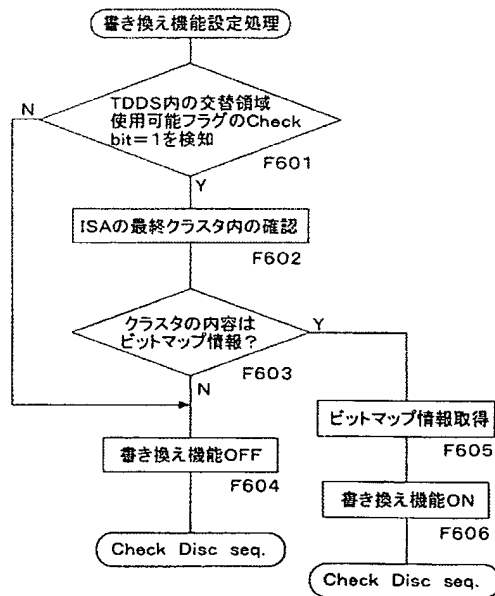 書き換え機能設定処理
N
TDDS内の交替領域
使用可能フラグのCheck
bit=1を検知
F601
Y
ISAの最終クラスタ内の確認
F602
クラスタの内容は
ビットマップ情報?
Y
F603
N
ビットマップ情報取得
F605
書き換え機能OFF
F604
書き換え機能ON
F606
Check Disc seq.
Check Disc seq.